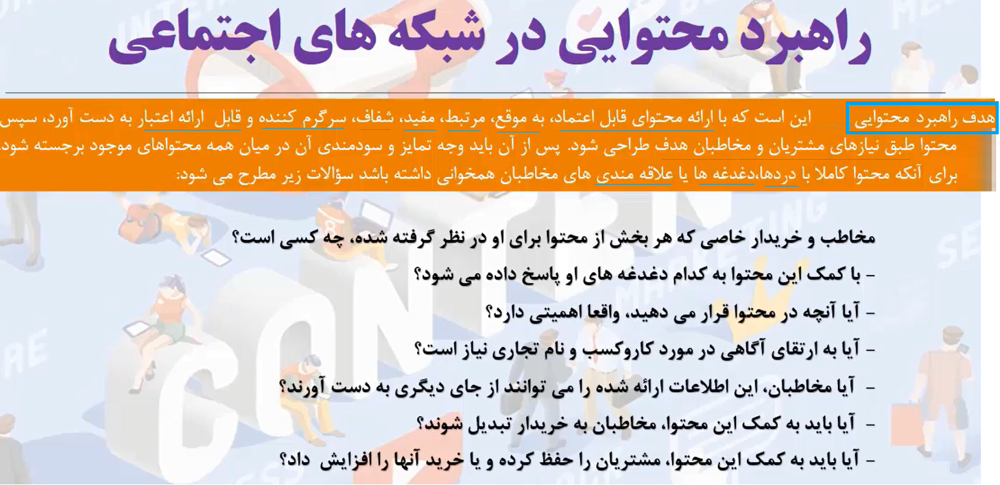 راهبرد محتوایی در شبکه های اجتماعی
هدف راهبرد محتوایی این است که با ارائه محتوای قابل اعتماد، به موقع، مرتبط، مفید، شفاف، سرگرم کننده و قابل ارائه اعتبار به دست آورد، سپس
محتوا طبق نیازهای مشتریان و مخاطبان هدف طراحی شود. پس از آن باید وجه تمایز و سودمندی آن در میان همه محتواهای موجود برجسته شود.
برای آنکه محتوا کاملا با دردها،دغدغه ها یا علاقه مندی های مخاطبان همخوانی داشته باشد سؤالات زیر مطرح می شود:
مخاطب و خریدار خاصی که هر بخش از محتوا برای او در نظر گرفته شده، چه کسی است؟
- با کمک این محتوا به کدام دغدغه های او پاسخ داده می شود؟
- آیا آنچه در محتوا قرار می دهید، واقعا اهمیتی دارد؟
- آیا به ارتقای آگاهی در مورد کاروکسب و نام تجاری نیاز است؟
- آیا مخاطبان، این اطلاعات ارائه شده را می توانند از جای دیگری به دست آورند؟
- آیا باید به کمک این محتوا، مخاطبان به خریدار تبدیل شوند؟
- آیا باید به کمک این محتوا، مشتریان را حفظ کرده و یا خرید آنها را افزایش داد؟
CONTENT
MARKETING